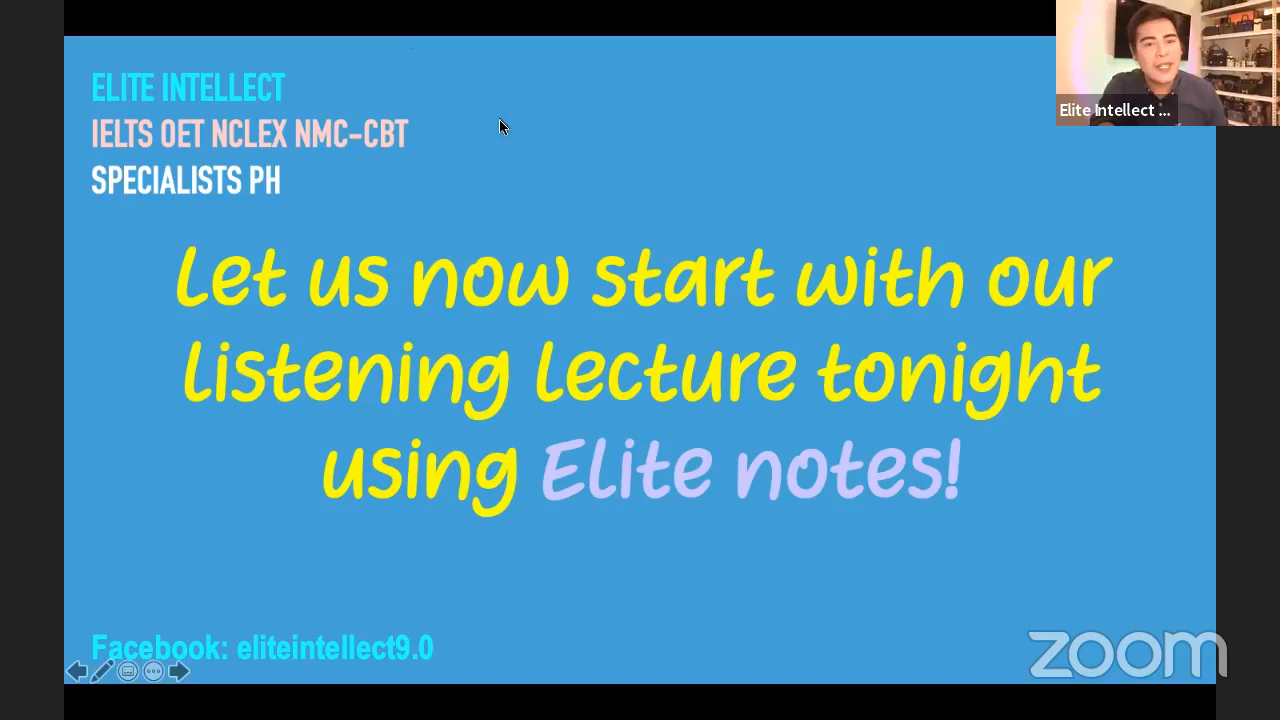 ELITE INTELLECT
IELTS OET NCLEX NMC-CBT
SPECIALISTS PH
Elite Intellect ...
Let us now start with our
listening lecture tonight
using Elite notes!
Facebook: eliteintellect9.0
zoom